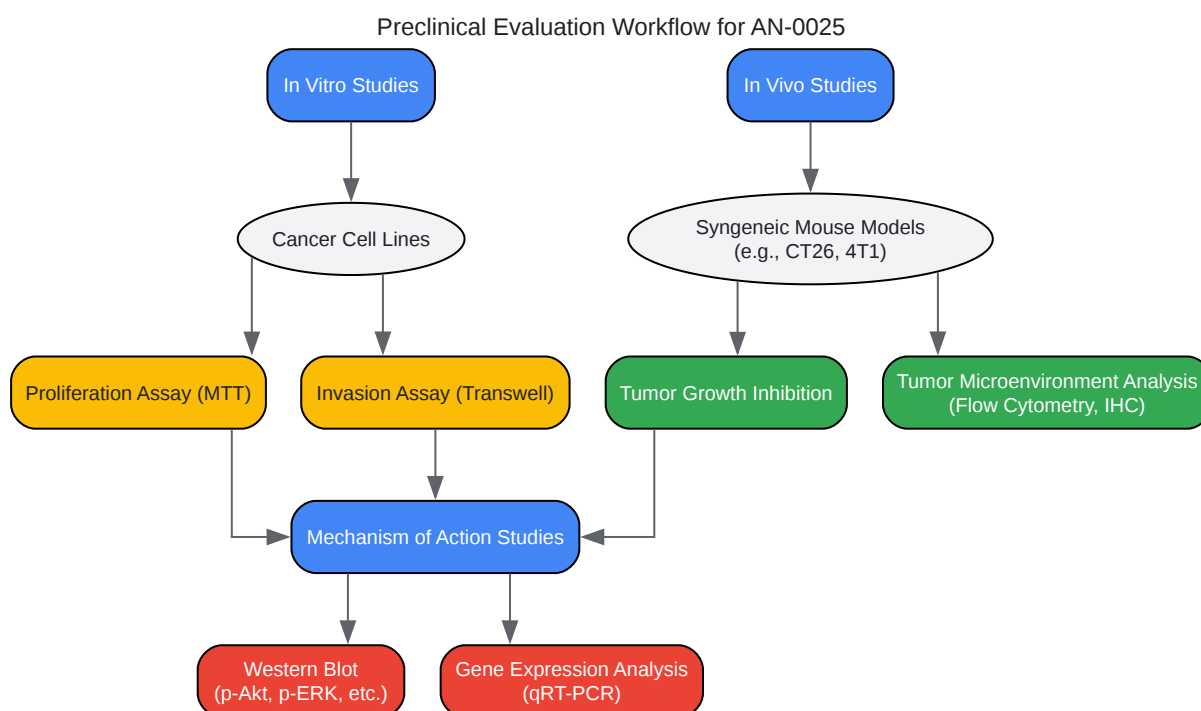 Preclinical Evaluation Workflow for AN-0025
In Vitro Studies
In Vivo Studies
Cancer Cell Lines
Syngeneic Mouse Models
(e.g., CT26, 4T1)
Proliferation Assay (MTT)
Invasion Assay (Transwell)
Tumor Growth Inhibition
Tumor Microenvironment Analysis
(Flow Cytometry, IHC)
Mechanism of Action Studies
Western Blot
(p-Akt, p-ERK, etc.)
Gene Expression Analysis
(qRT-PCR)